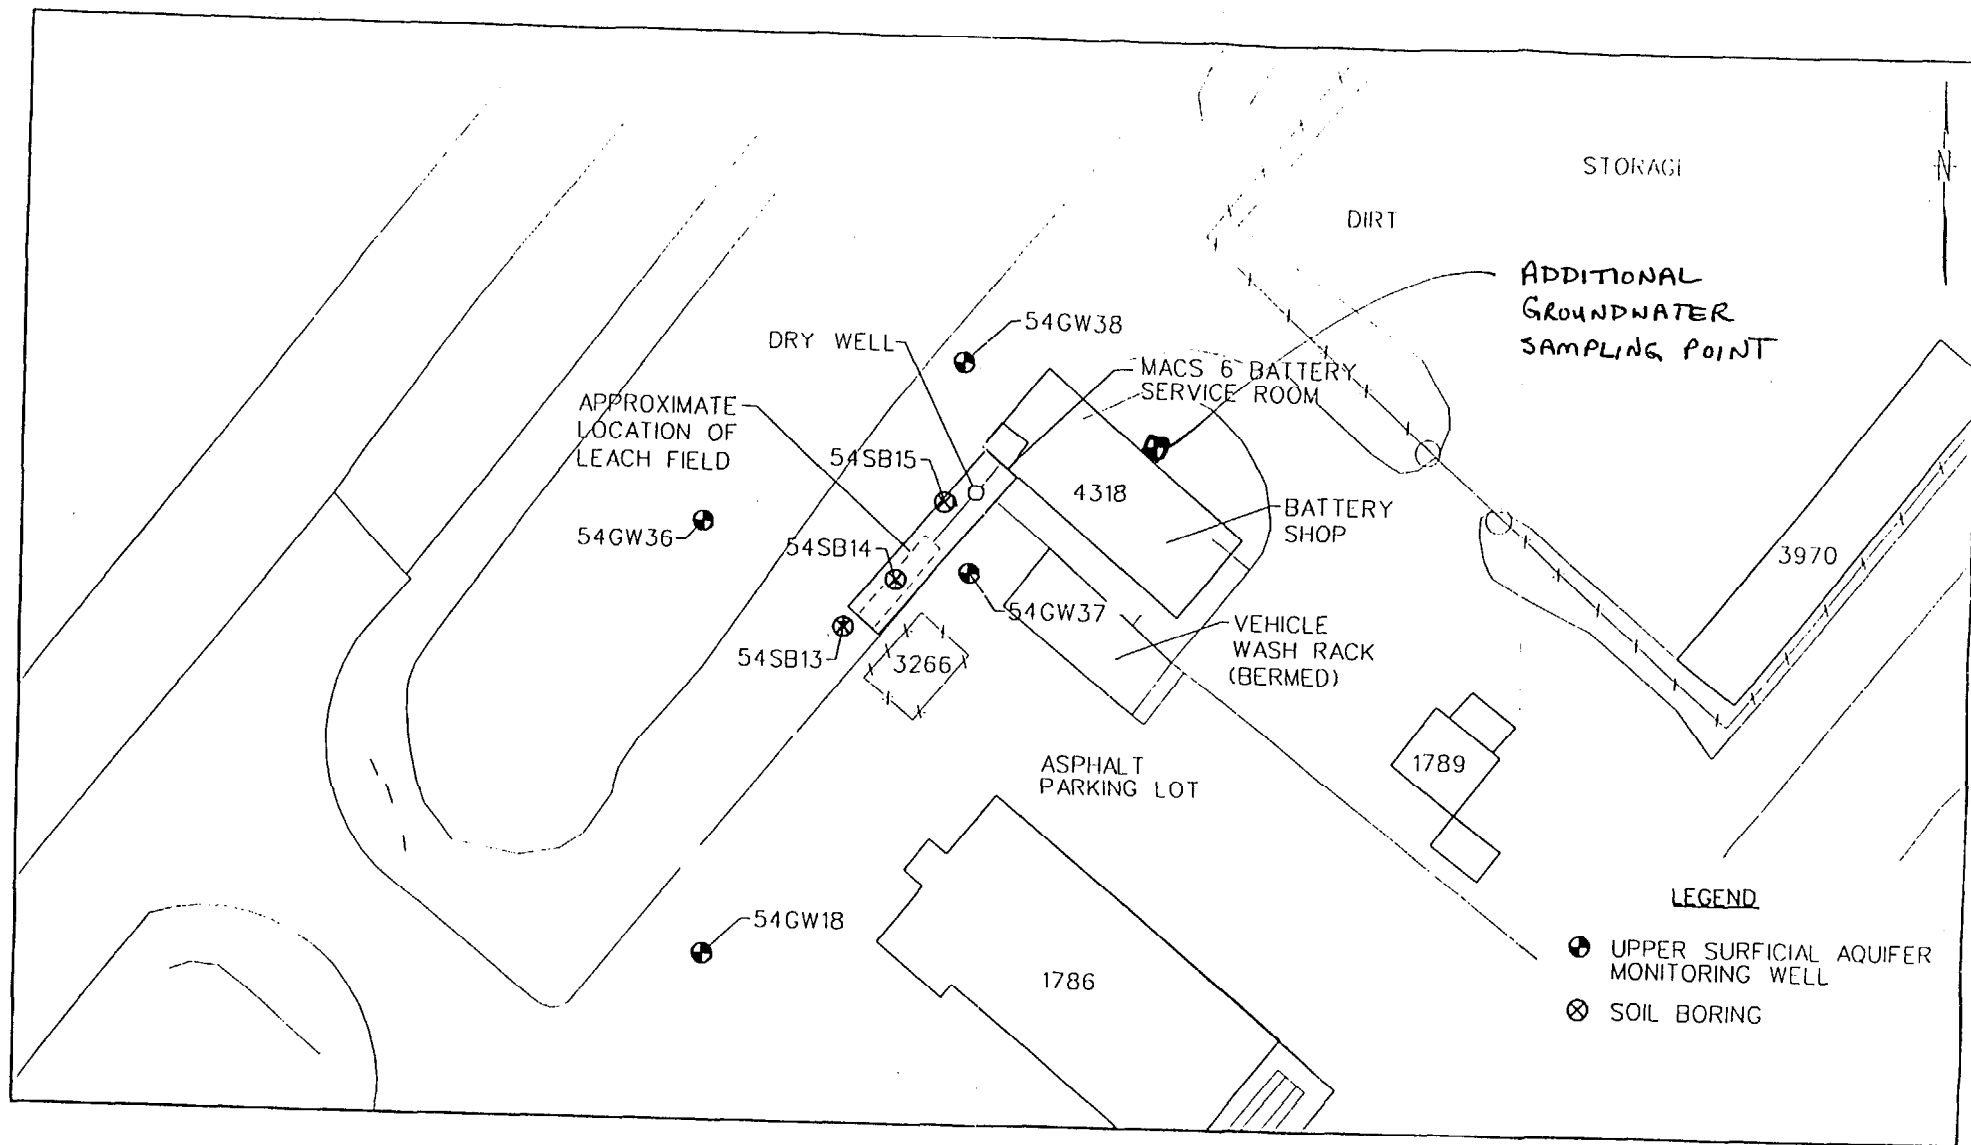 STORAGE
N
DIRT
ADDITIONAL
GROUNDWATER
SAMPLING POINT
54GW38
DRY WELL
MACS 6 BATTERY
SERVICE ROOM
APPROXIMATE
LOCATION OF
LEACH FIELD
54SB15
4318
BATTERY
SHOP
54GW36
54SB14
3970
54GW37
VEHICLE
WASH RACK
(BERMED)
54SB13
3266
1789
ASPHALT
PARKING LOT
LEGEND
54GW18
UPPER SURFICIAL AQUIFER
MONITORING WELL
1786
SOIL BORING